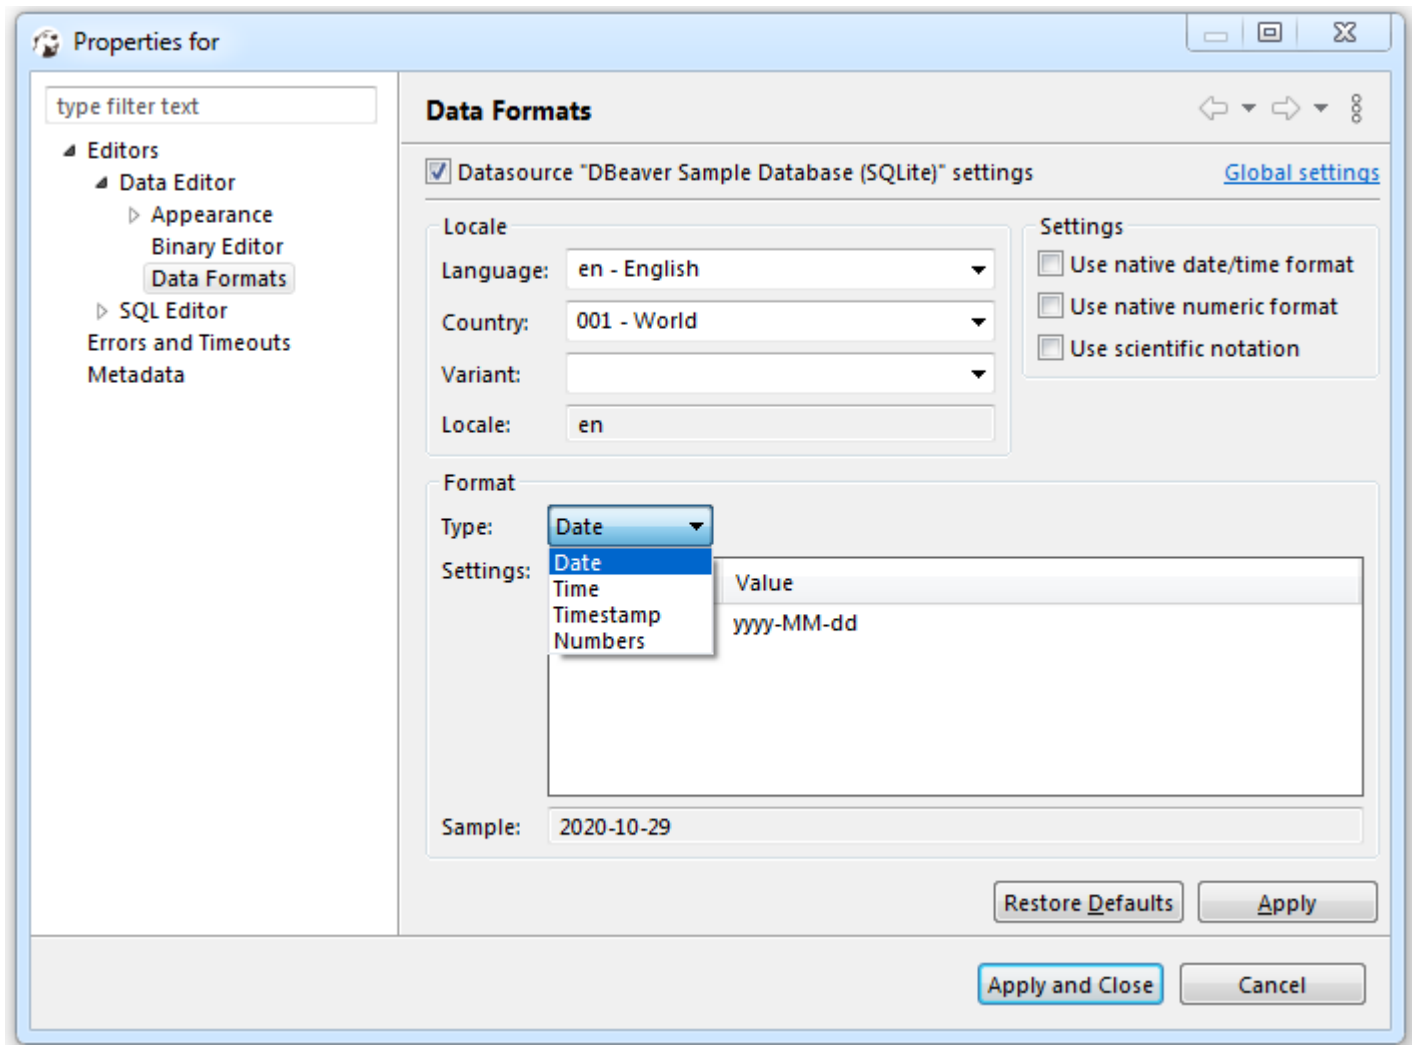 Properties for
type filter text
Editors
Data Editor
Appearance
Binary Editor
Data Formats
SQL Editor
Errors and Timeouts
Metadata
Data Formats
Datasource "DBeaver Sample Database (SQLite)" settings
Global settings
Locale
Language: en - English
Country: 001 - World
Variant:
Locale: en
Settings
Use native date/time format
Use native numeric format
Use scientific notation
Format
Type: Date
Date
Time
Timestamp
Numbers
Settings:
Value
yyyy-MM-dd
Sample: 2020-10-29
Restore Defaults
Apply
Apply and Close
Cancel